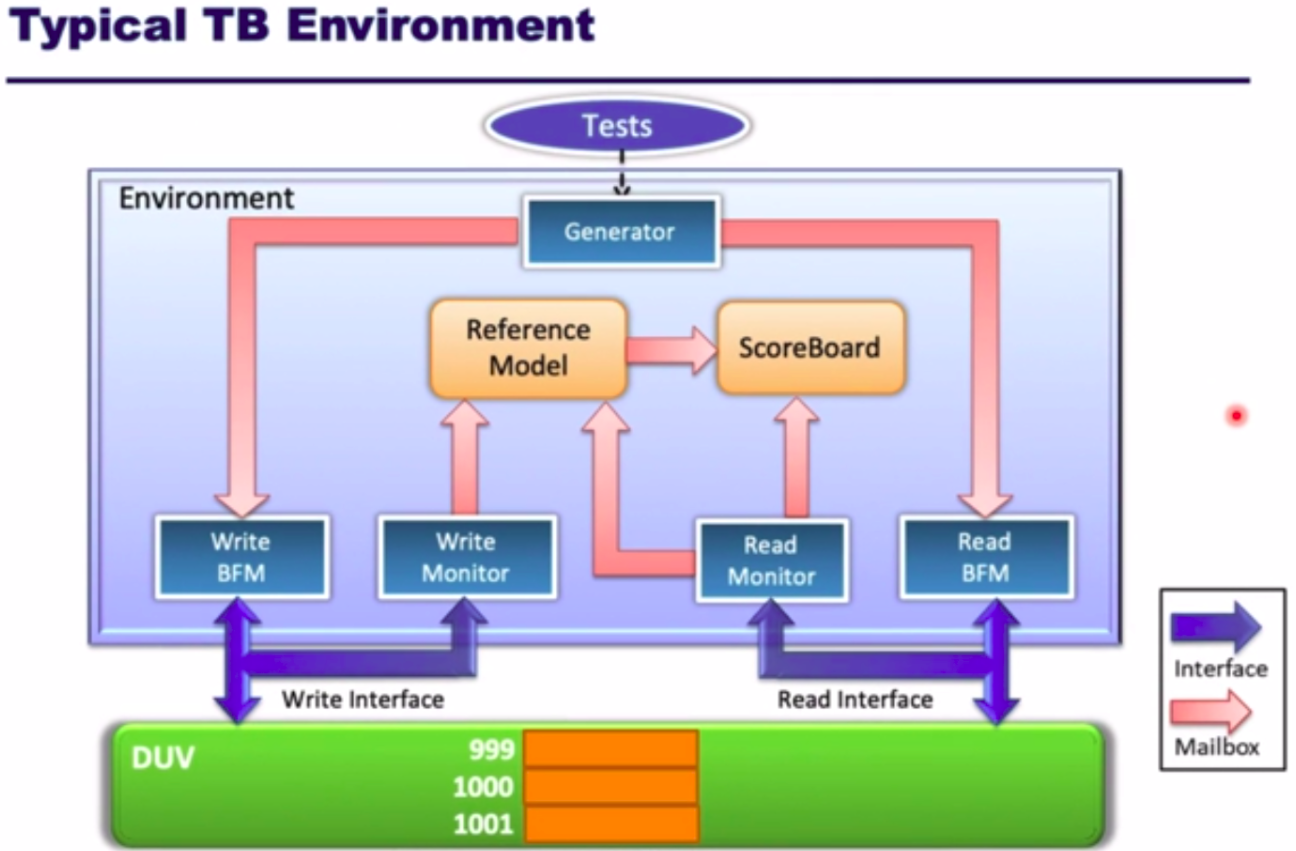 Typical TB Environment
Tests
Environment
Generator
Reference
Model
ScoreBoard
Write
BFM
Write
Monitor
Read
Monitor
Read
BFM
Interface
Mailbox
Write Interface
Read Interface
DUV
999
1000
1001